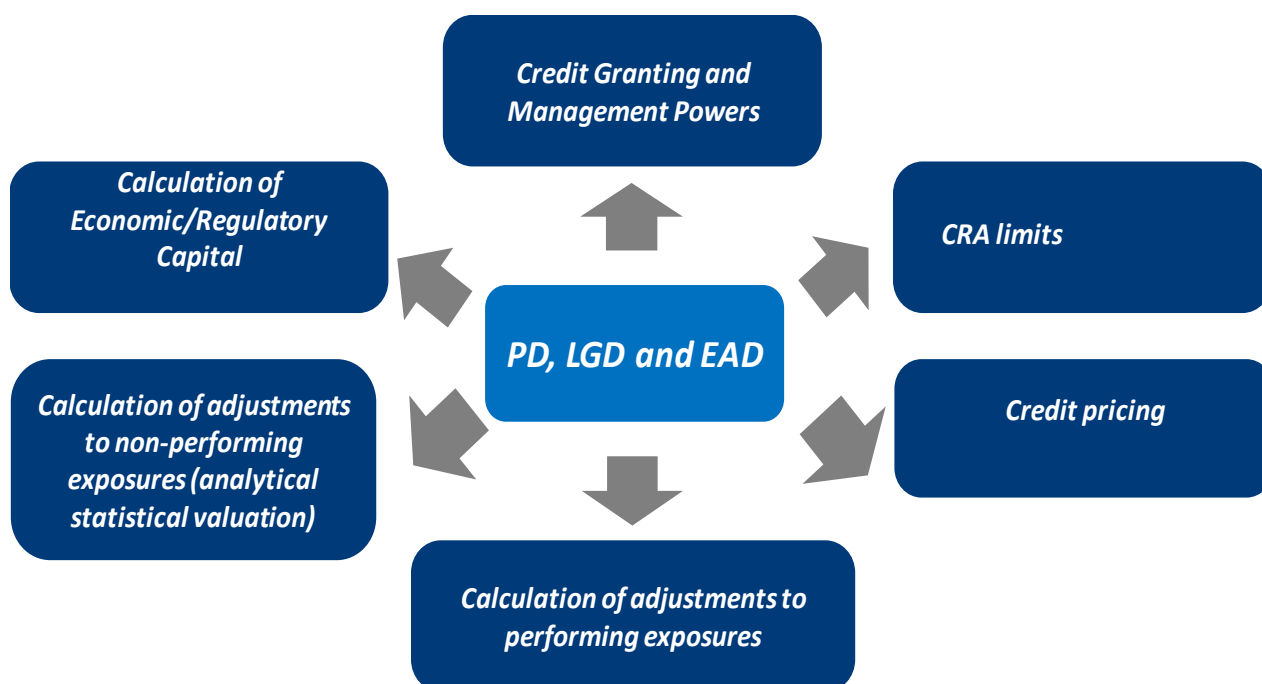 Credit Granting and
Management Powers
Calculation of
Economic/Regulatory
Capital
CRA limits
PD, LGD and EAD
Calculation of adjustments
to non-performing
exposures (analytical
statistical valuation)
Credit pricing
Calculation of adjustments to
performing exposures